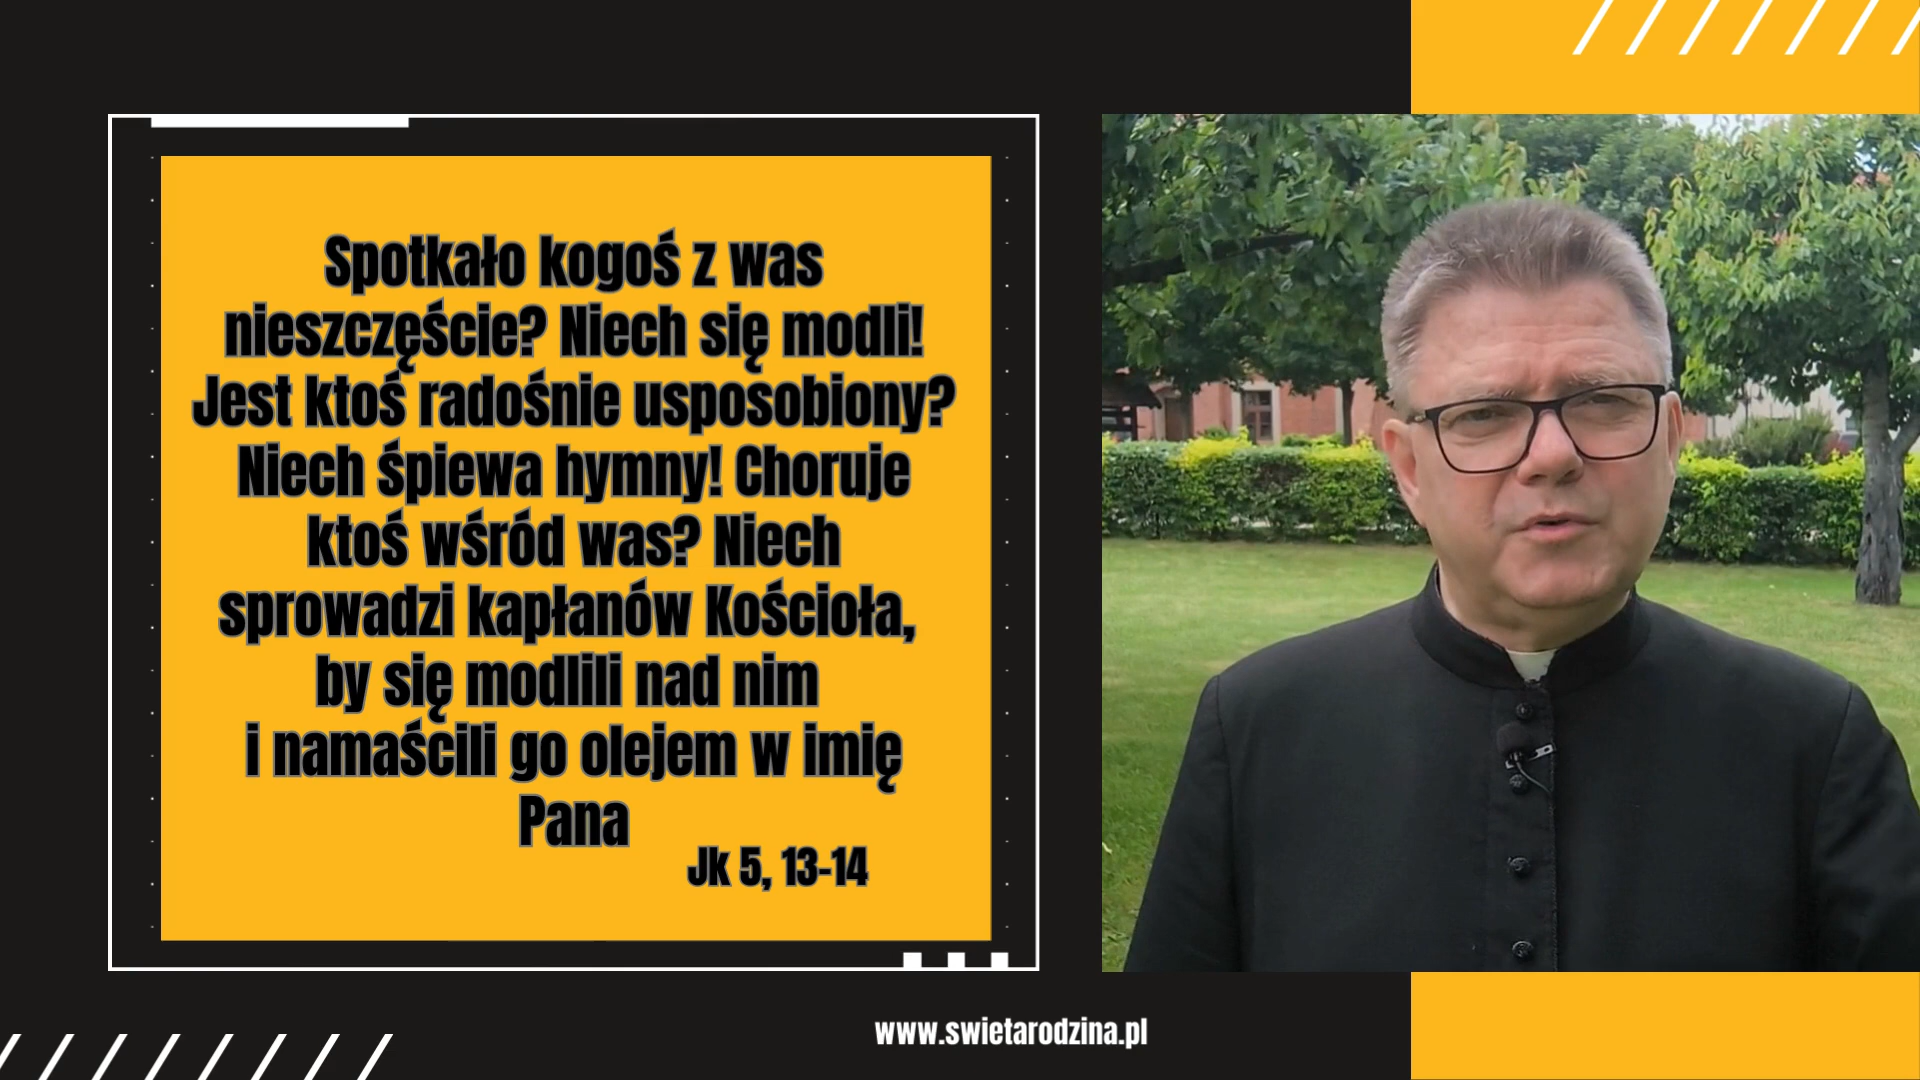 Spotkało kogoś z was
nieszczęście? Niech się modli!
Jest ktoś radośnie usposobiony?
Niech śpiewa hymny! Choruje
ktoś wśród was? Niech
sprowadzi kapłanów Kościoła,
by się modlili nad nim
i namaścili go olejem w imię
Pana
Jk 5, 13-14
www.swietarodzina.pl